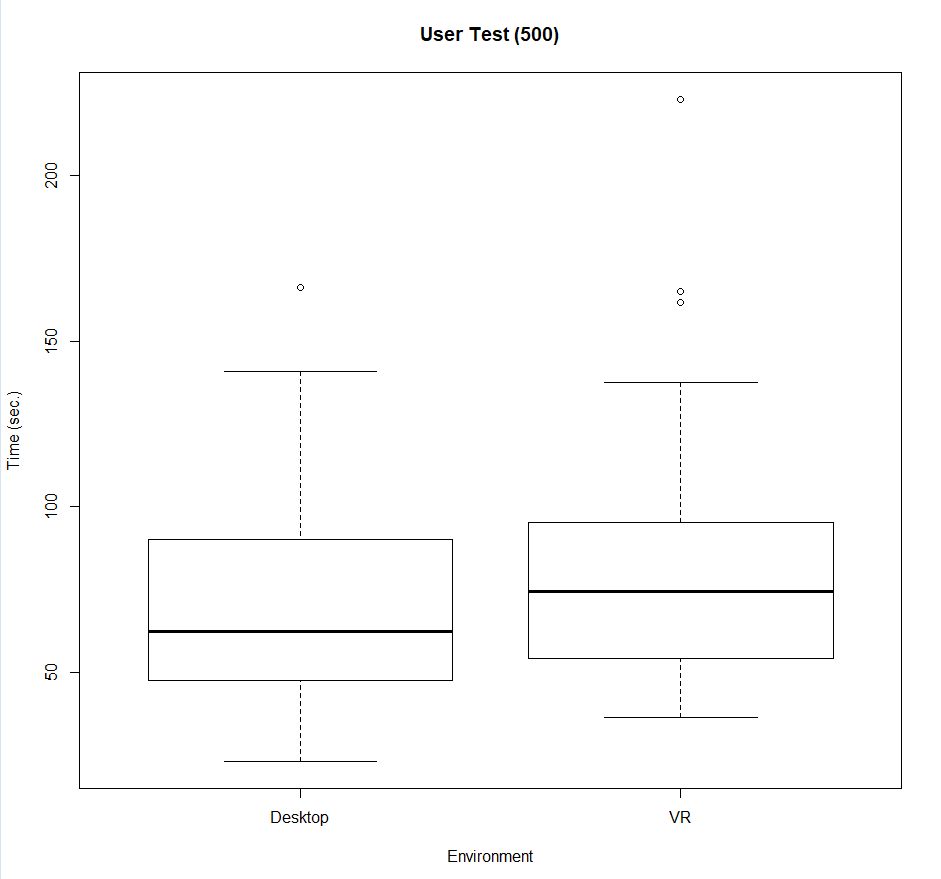 User Test (500)
200
150
100
50
Time (sec.)
Desktop
VR
Environment